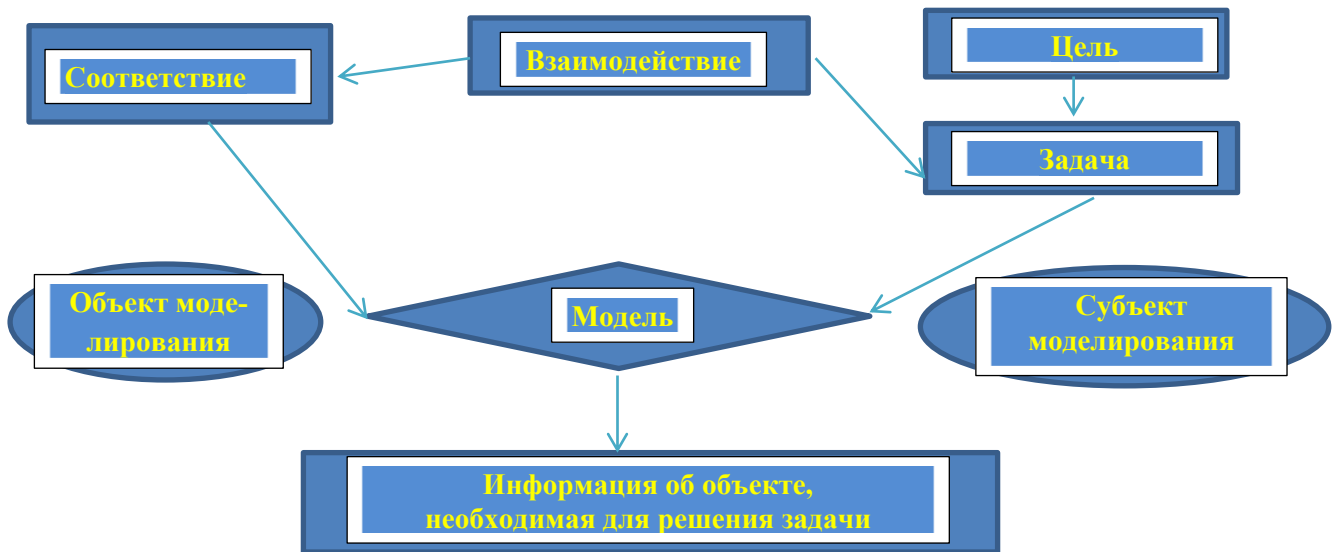 Соответствие
Взаимодействие
Цель
Задача
Объект моде-
лирования
Модель
Субъект
моделирования
Информация об объекте,
необходимая для решения задачи